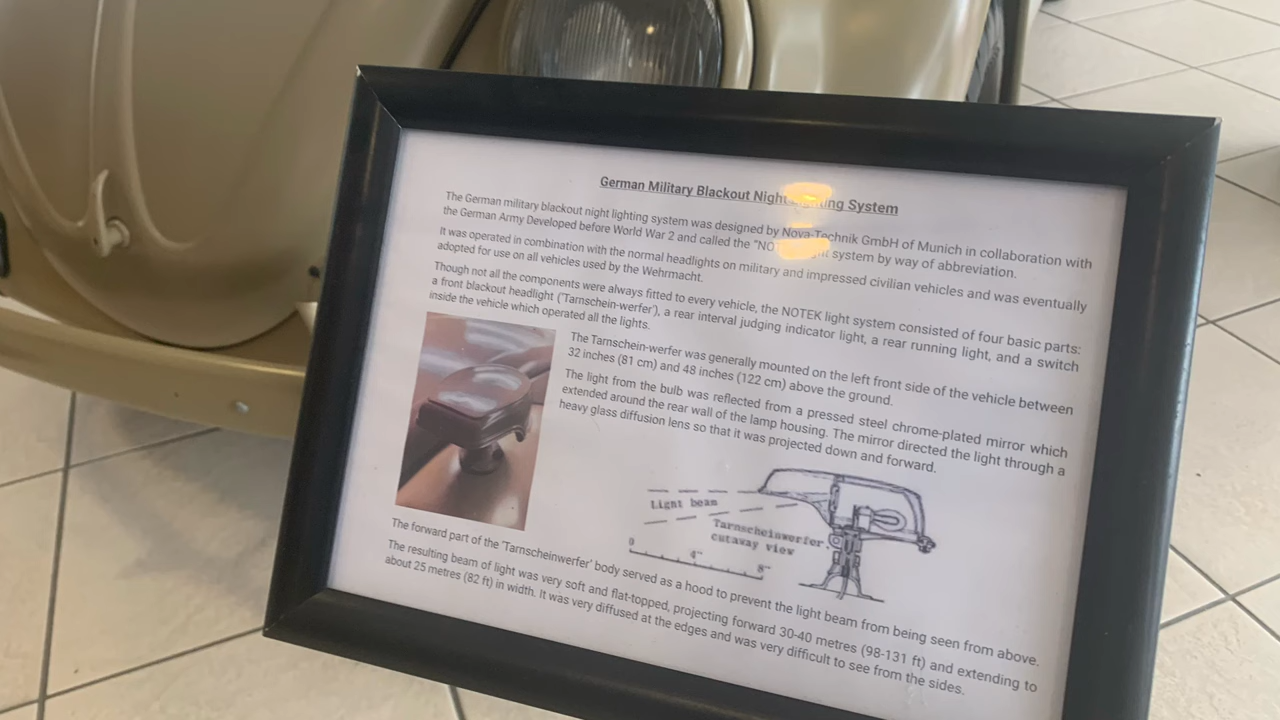 German Military Blackout Night Lighting System
The German military blackout night lighting system was designed by Nova-Technik GmbH of Munich in collaboration with
the German Army Developed before World War 2 and called the "NO system by way of abbreviation.
It was operated in combination with the normal headlights on military and impressed civilian vehicles and was eventually
adopted for use on all vehicles used by the Wehrmacht.
Though not all the components were always fitted to every vehicle, the NOTEK light system consisted of four basic parts:
a front blackout headlight ('Tarnschein-werfer'), a rear interval judging indicator light, a rear running light, and a switch
inside the vehicle which operated all the lights.
The Tarnschein-werfer was generally mounted on the left front side of the vehicle between
32 inches (81 cm) and 48 inches (122 cm) above the ground.
The light from the bulb was reflected from a pressed steel chrome-plated mirror which
extended around the rear wall of the lamp housing. The mirror directed the light through a
heavy glass diffusion lens so that it was projected down and forward.
Light beam
Tarnscheinwerfer
cutaway view
0 4" 8"
The forward part of the 'Tarnscheinwerfer' body served as a hood to prevent the light beam from being seen from above.
The resulting beam of light was very soft and flat-topped, projecting forward 30-40 metres (98-131 ft) and extending to
about 25 metres (82 ft) in width. It was very diffused at the edges and was very difficult to see from the sides.